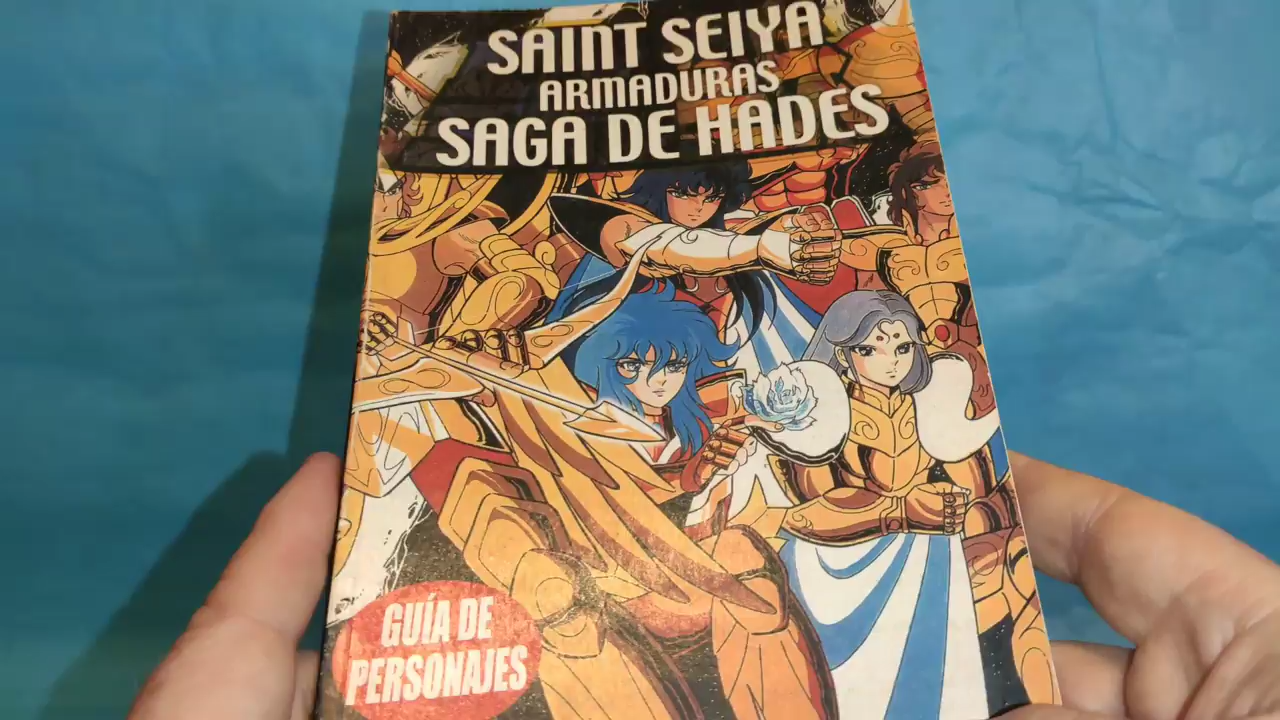 SAINT SEIYA
ARMADURAS
SAGA DE HADES
GUÍA DE
PERSONAJES